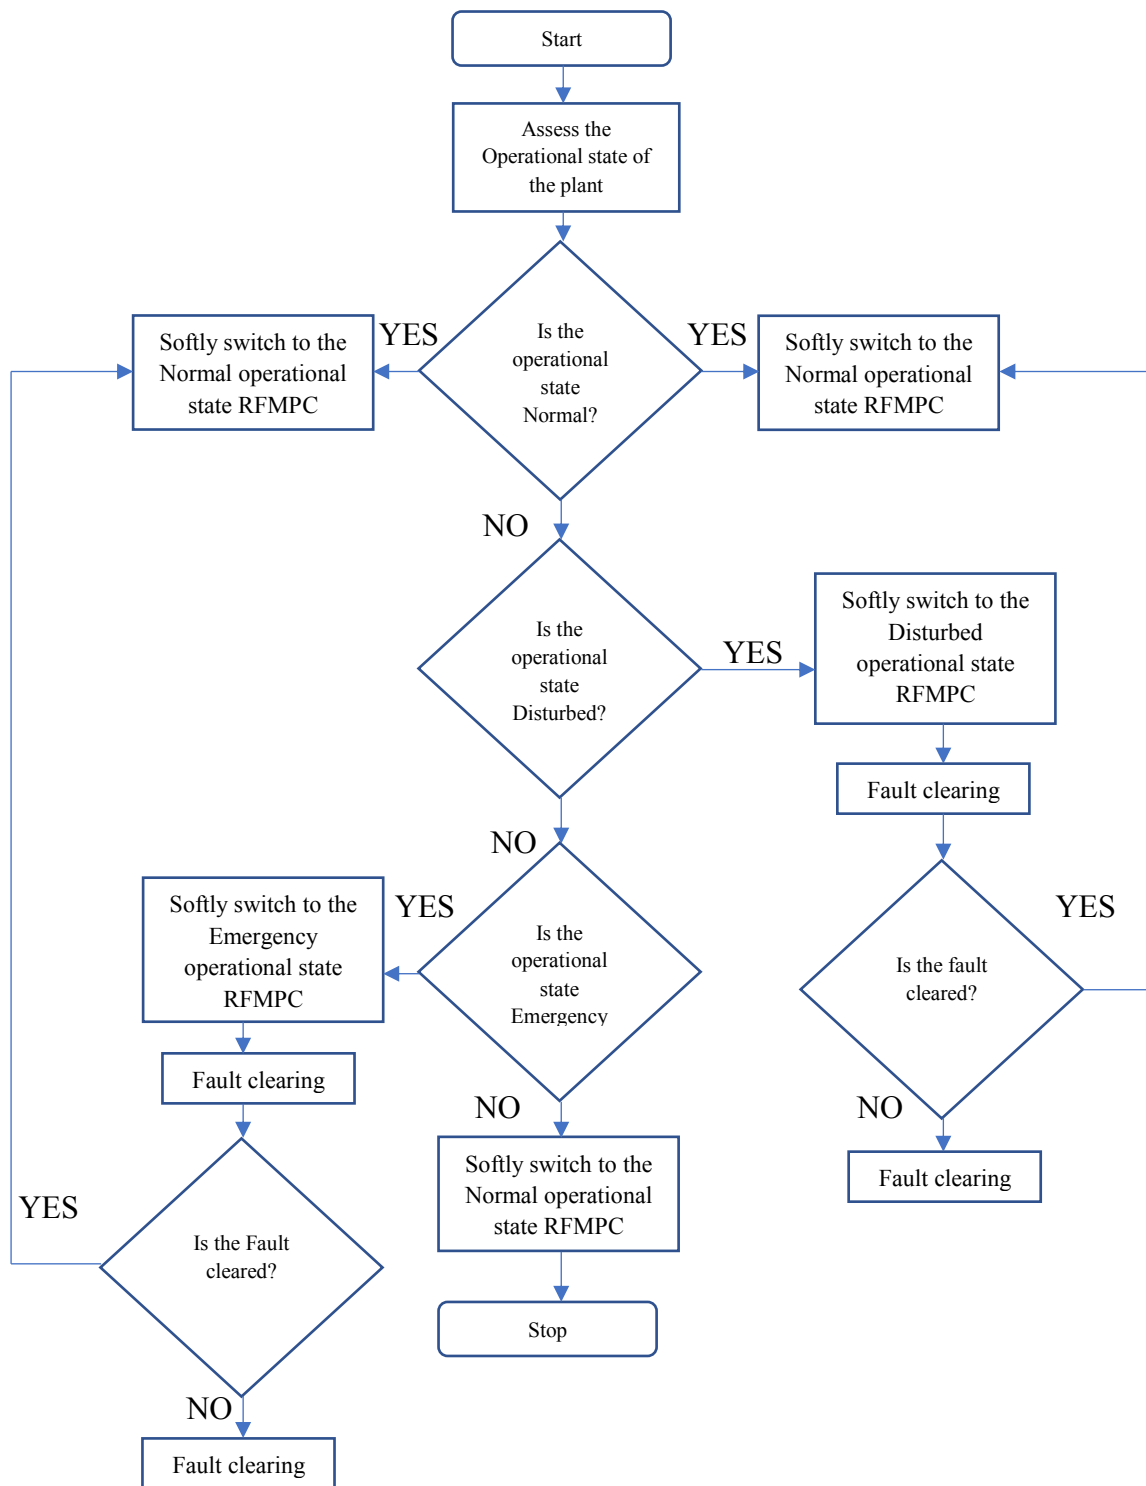 Start
Assess the
Operational state of
the plant
Softly switch to the
Normal operational
state RFMPC
YES
Is the
operational
state
Normal?
YES
Softly switch to the
Normal operational
state RFMPC
NO
Is the
operational
state
Disturbed?
YES
Softly switch to the
Disturbed
operational state
RFMPC
Fault clearing
NO
Softly switch to the
Emergency
operational state
RFMPC
YES
Is the
operational
state
Emergency
Is the fault
cleared?
YES
Fault clearing
NO
NO
Softly switch to the
Normal operational
state RFMPC
Fault clearing
YES
Is the Fault
cleared?
Stop
NO
Fault clearing